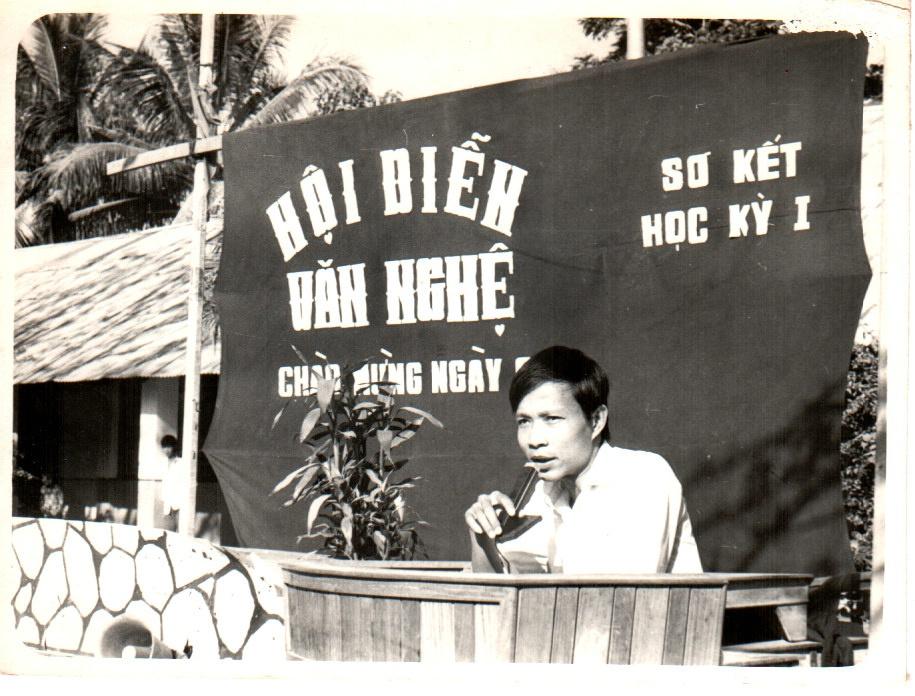 HỘI DIỄN
VĂN NGHỆ
CHÀO MỪNG NGÀY
SƠ KẾT
HỌC KỲ I